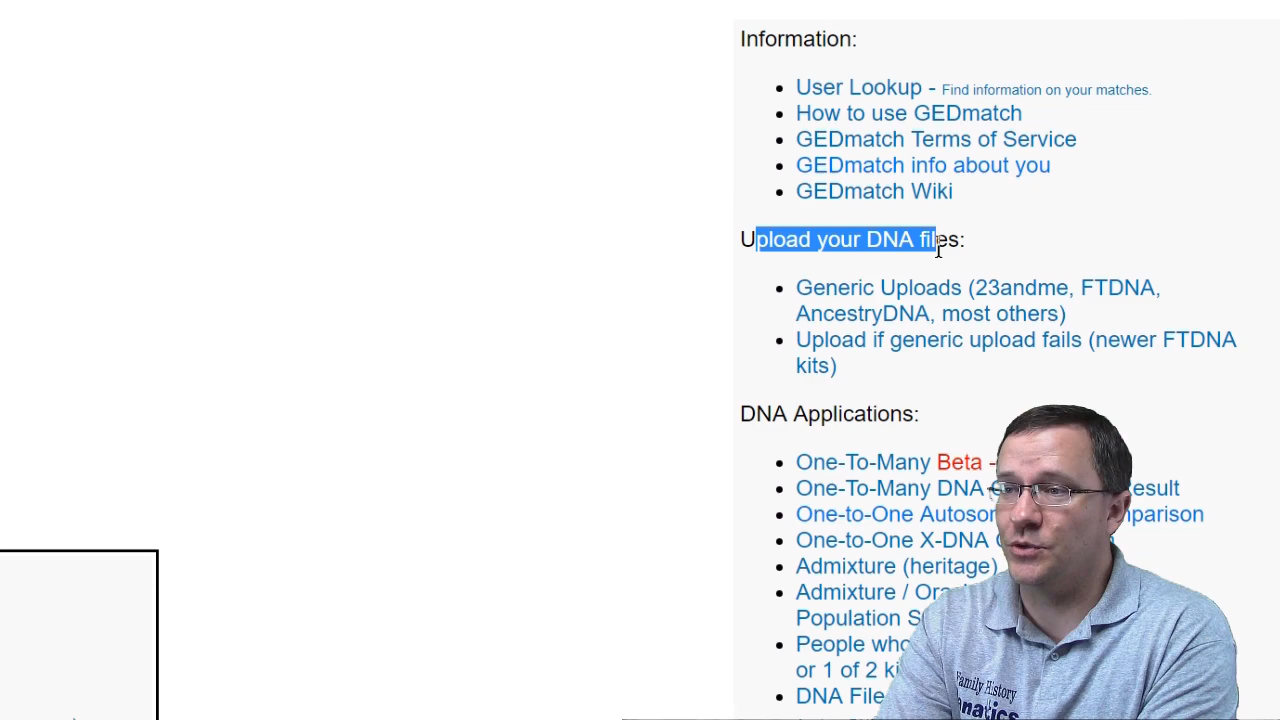 Information:
User Lookup - Find information on your matches.
How to use GEDmatch
GEDmatch Terms of Service
GEDmatch info about you
GEDmatch Wiki
Upload your DNA files:
Generic Uploads (23andme, FTDNA,
AncestryDNA, most others)
Upload if generic upload fails (newer FTDNA
kits)
DNA Applications:
One-To-Many Beta -
One-To-Many DNA
One-to-One
One-to-One X-DNA
Admixture (heritage)
Admixture /
Population
People who
or 1 of 2
DNA File
Family History